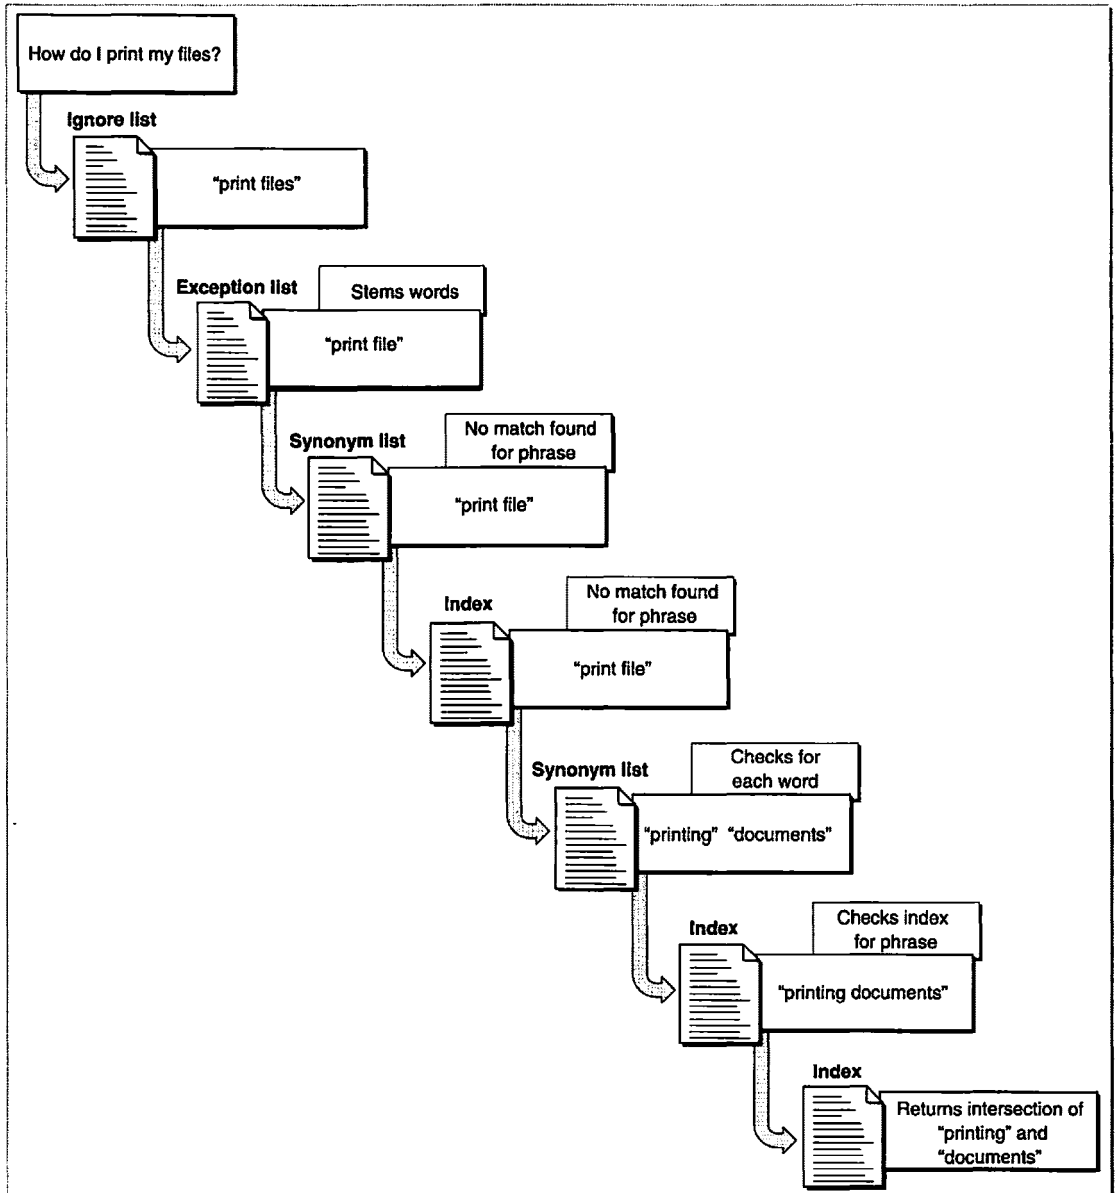 How do I print my files?
Ignore list
“print files”
Exception list
Stems words
“print file”
Synonym list
No match found
for phrase
“print file”
Index
No match found
for phrase
“print file”
Synonym list
Checks for
each word
“printing” “documents”
Index
Checks index
for phrase
“printing documents”
Index
Returns intersection of
“printing” and
“documents”